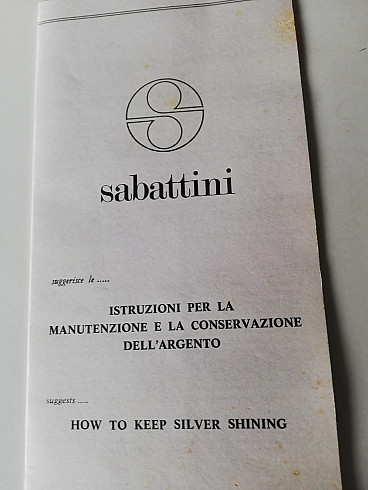 sabattini
suggerisce le .....
ISTRUZIONI PER LA
MANUTENZIONE E LA CONSERVAZIONE
DELL'ARGENTO
suggests .....
HOW TO KEEP SILVER SHINING